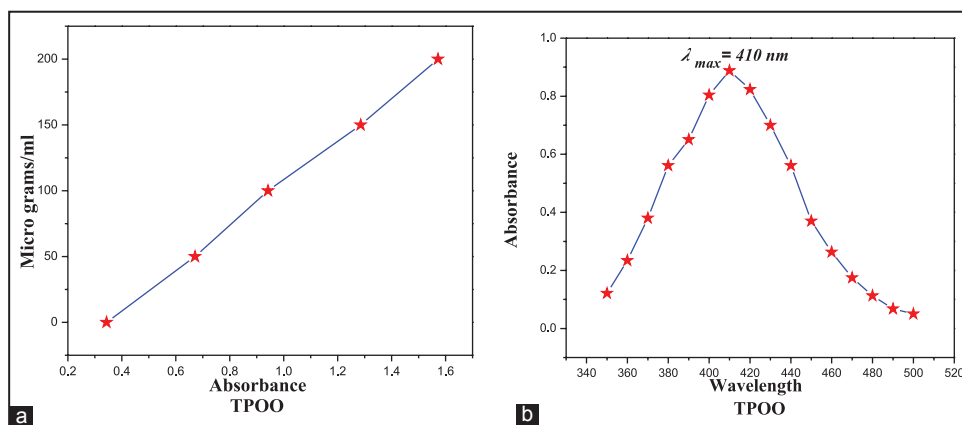 200
150
100
50
0
Micro grams/ml
0.2 0.4 0.6 0.8 1.0 1.2 1.4 1.6
Absorbance
TPOO
a
λ max = 410 nm
1.0
0.8
0.6
0.4
0.2
0.0
Absorbance
340 360 380 400 420 440 460 480 500 520
Wavelength
TPOO
b